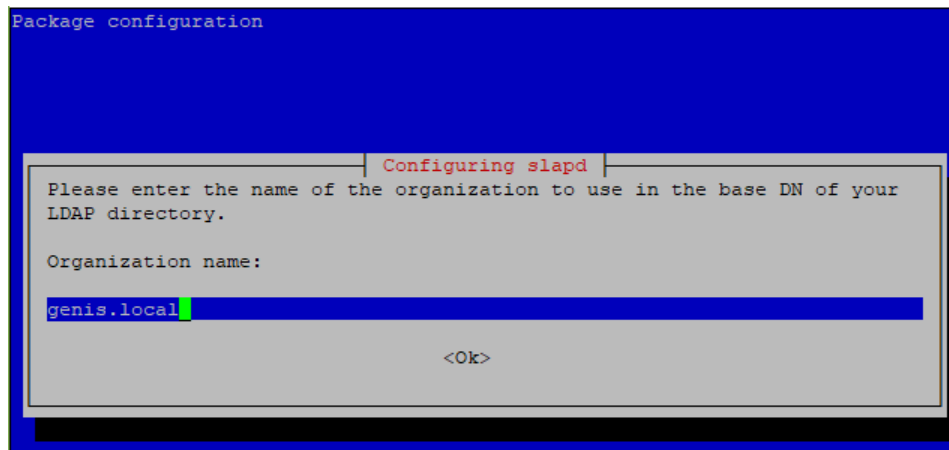 Package configuration
Configuring slapd
Please enter the name of the organization to use in the base DN of your
LDAP directory.
Organization name:
genis.local
<Ok>